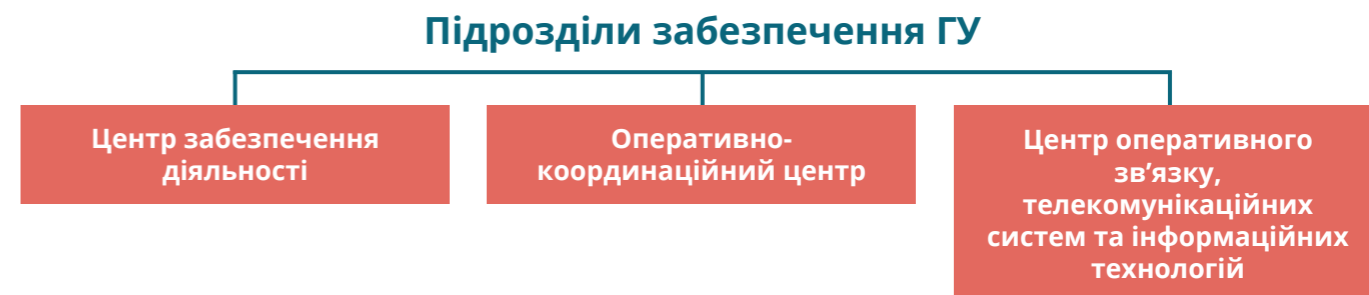 Підрозділи забезпечення ГУ
Центр забезпечення
діяльності
Оперативно-
координаційний центр
Центр оперативного
зв’язку,
телекомунікаційних
систем та інформаційних
технологій